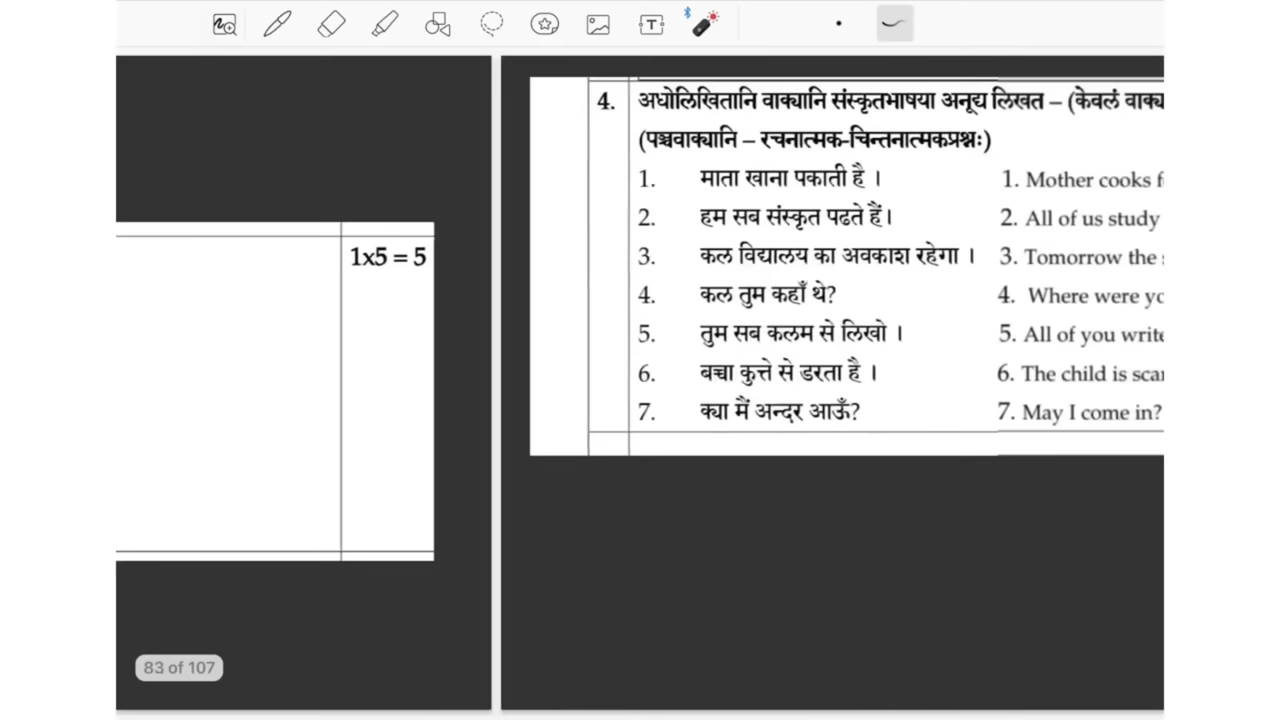 1x5 = 5
83 of 107
4. अधोलिखितानि वाक्यानि संस्कृतभाषया अनूद्य लिखत – (केवलं वाक्य
(पञ्चवाक्यानि – रचनात्मक-चिन्तनात्मकप्रश्नः)
1. माता खाना पकाती है । 1. Mother cooks
2. हम सब संस्कृत पढते हैं। 2. All of us study
3. कल विद्यालय का अवकाश रहेगा । 3. Tomorrow the
4. कल तुम कहाँ थे? 4. Where were
5. तुम सब कलम से लिखो । 5. All of you write
6. बच्चा कुत्ते से डरता है । 6. The child is
7. क्या मैं अन्दर आऊँ? 7. May I come in?